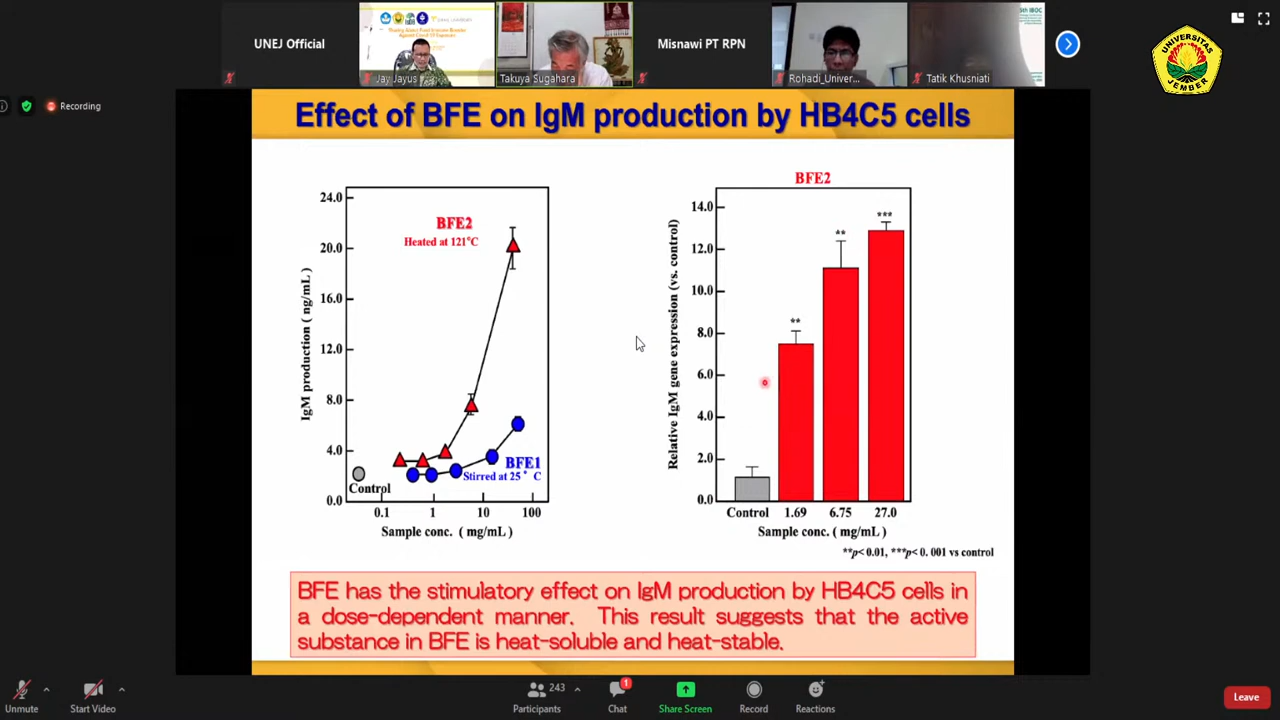 UNEJ Official
Jay Jayus
Takuya Sugahara
Misnawi PT RPN
Rohadi_Univer...
Tatik Khusniati
UNIVERSITAS
JEMBER
Recording
Effect of BFE on IgM production by HB4C5 cells
24.0
20.0
16.0
12.0
8.0
4.0
0.0
IgM production ( ng/mL )
BFE2
Heated at 121°C
BFE1
Stirred at 25 ° C
Control
0.1
1
10
100
Sample conc. ( mg/mL )
BFE2
14.0
12.0
10.0
8.0
6.0
4.0
2.0
0.0
Relative IgM gene expression (vs. control)
**
**
***
Control 1.69 6.75 27.0
Sample conc. ( mg/mL )
**p< 0.01, ***p< 0. 001 vs control
BFE has the stimulatory effect on IgM production by HB4C5 cells in
a dose-dependent manner. This result suggests that the active
substance in BFE is heat-soluble and heat-stable.
Unmute
Start Video
243
Participants
1
Chat
Share Screen
Record
Reactions
Leave